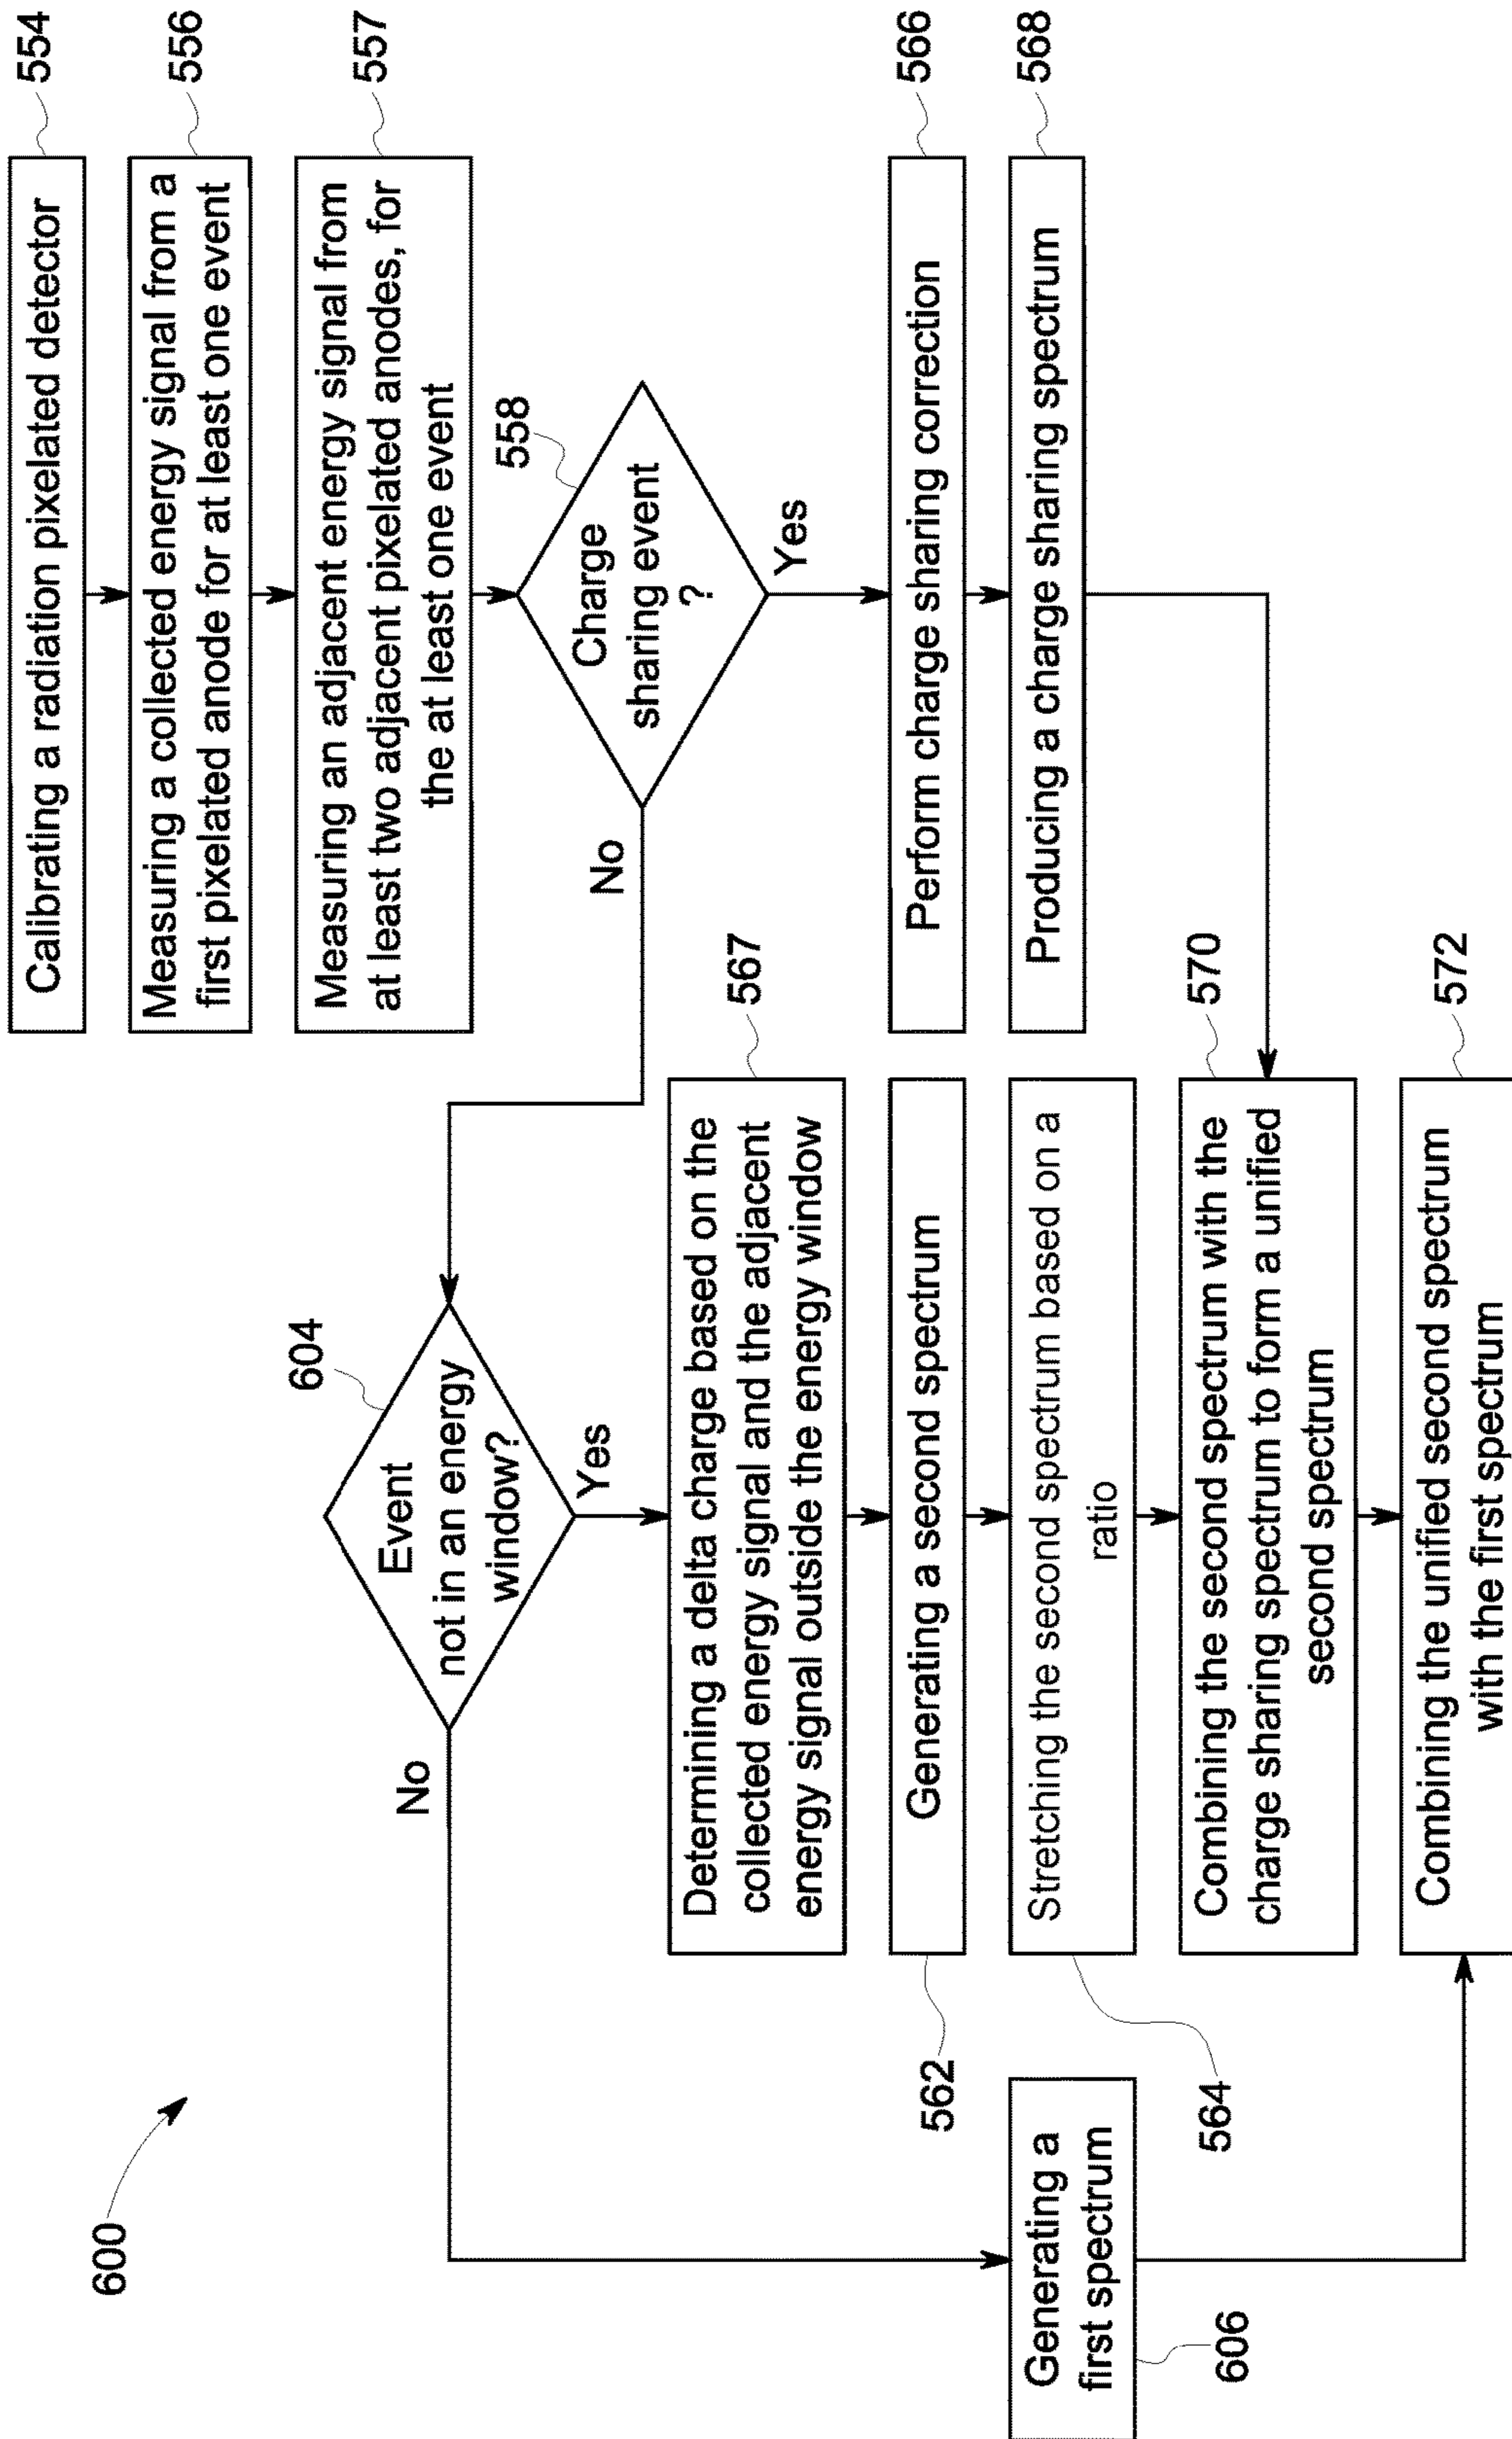 600
Calibrating a radiation pixelated detector
554
Measuring a collected energy signal from a
first pixelated anode for at least one event
556
Measuring an adjacent energy signal from
at least two adjacent pixelated anodes, for
the at least one event
557
Charge
sharing event
?
558
No
Yes
Perform charge sharing correction
566
Producing a charge sharing spectrum
568
Event
not in an energy
window?
604
No
Yes
Determining a delta charge based on the
collected energy signal and the adjacent
energy signal outside the energy window
567
Generating a second spectrum
562
Stretching the second spectrum based on a
ratio
564
Combining the second spectrum with the
charge sharing spectrum to form a unified
second spectrum
570
Generating a
first spectrum
606
Combining the unified second spectrum
with the first spectrum
572